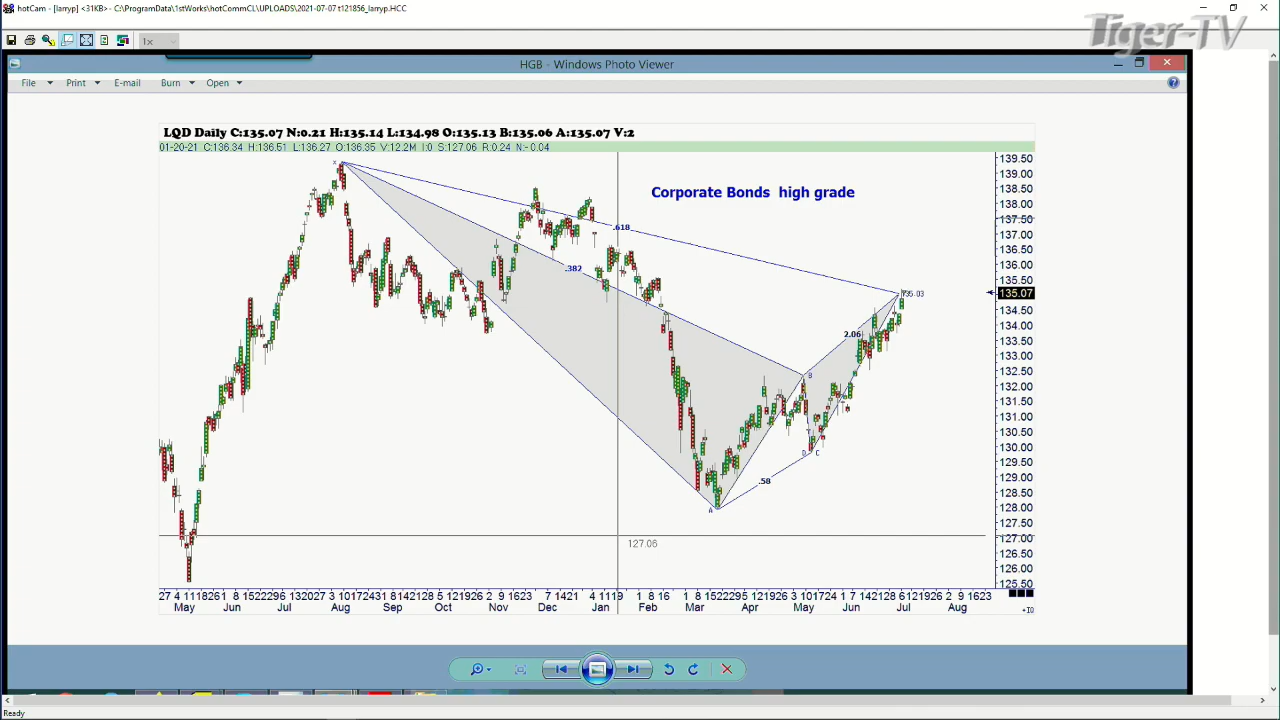 hotCam - [larryp] <31KB> - C:\ProgramData\1stWorks\hotCommCL\UPLOADS\2021-07-07 t121856_larryp.HCC
Tiger-TV
1x
HGB - Windows Photo Viewer
File Print E-mail Burn Open
LQD Daily C:135.07 N:0.21 H:135.14 L:134.98 O:135.13 B:135.06 A:135.07 V:2
01-20-21 C:136.34 H:136.51 L:136.27 O:136.35 V:12.2M I:0 S:127.06 R:0.24 N:-0.04
Corporate Bonds high grade
139.50
139.00
138.50
138.00
137.50
137.00
136.50
136.00
135.50
135.07
134.50
134.00
133.50
133.00
132.50
132.00
131.50
131.00
130.50
130.00
129.50
129.00
128.50
128.00
127.50
127.00
126.50
126.00
125.50
X
.618
.382
135.03
2.06
B
D C
.58
A
127.06
May Jun Jul Aug Sep Oct Nov Dec Jan Feb Mar Apr May Jun Jul Aug
Ready